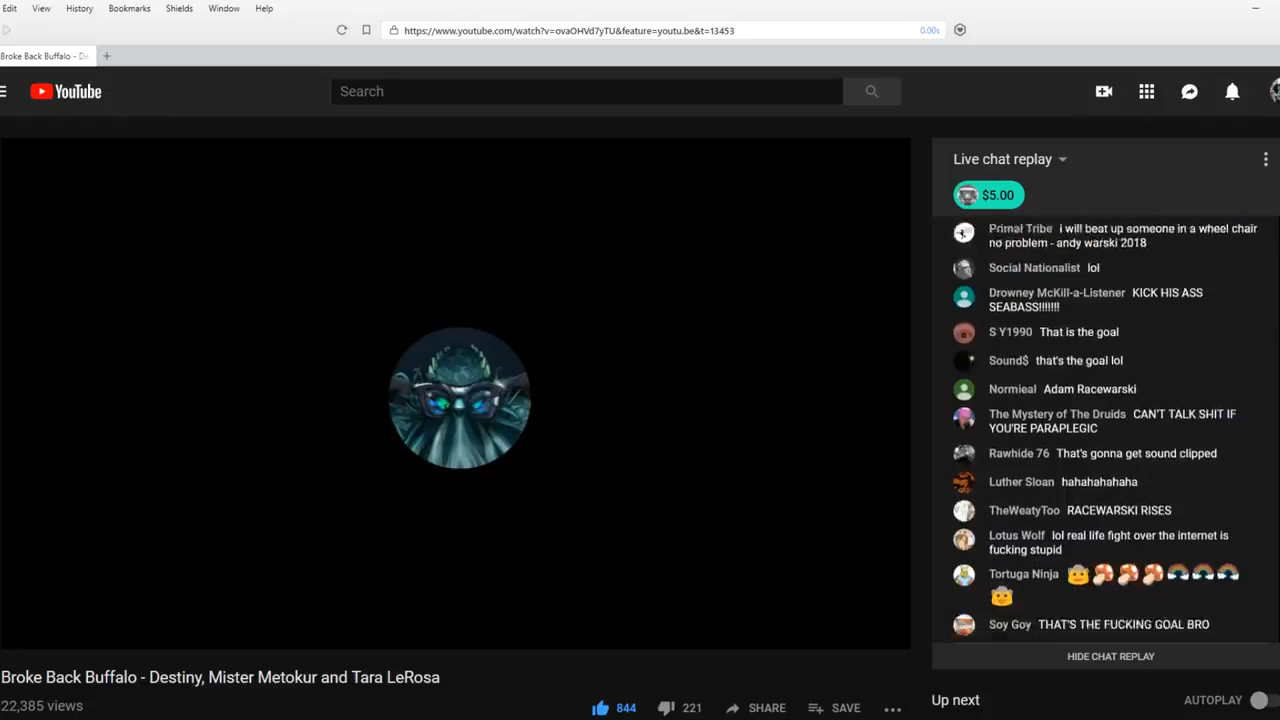 Edit View History Bookmarks Shields Window Help
https://www.youtube.com/watch?v=ovaOHVd7yTU&feature=youtu.be&t=13453 0.00s
Broke Back Buffalo - De
YouTube
Search
Live chat replay
$5.00
Primal Tribe i will beat up someone in a wheel chair
no problem - andy warski 2018
Social Nationalist lol
Drowney McKill-a-Listener KICK HIS ASS
SEABASS!!!!!!!
S Y1990 That is the goal
Sound$ that's the goal lol
Normieal Adam Racewarski
The Mystery of The Druids CAN'T TALK SHIT IF
YOU'RE PARAPLEGIC
Rawhide 76 That's gonna get sound clipped
Luther Sloan hahahahahaha
TheWeatyToo RACEWARSKI RISES
Lotus Wolf lol real life fight over the internet is
fucking stupid
Tortuga Ninja
Soy Goy THAT'S THE FUCKING GOAL BRO
HIDE CHAT REPLAY
Broke Back Buffalo - Destiny, Mister Metokur and Tara LeRosa
22,385 views
844 221 SHARE SAVE
Up next AUTOPLAY